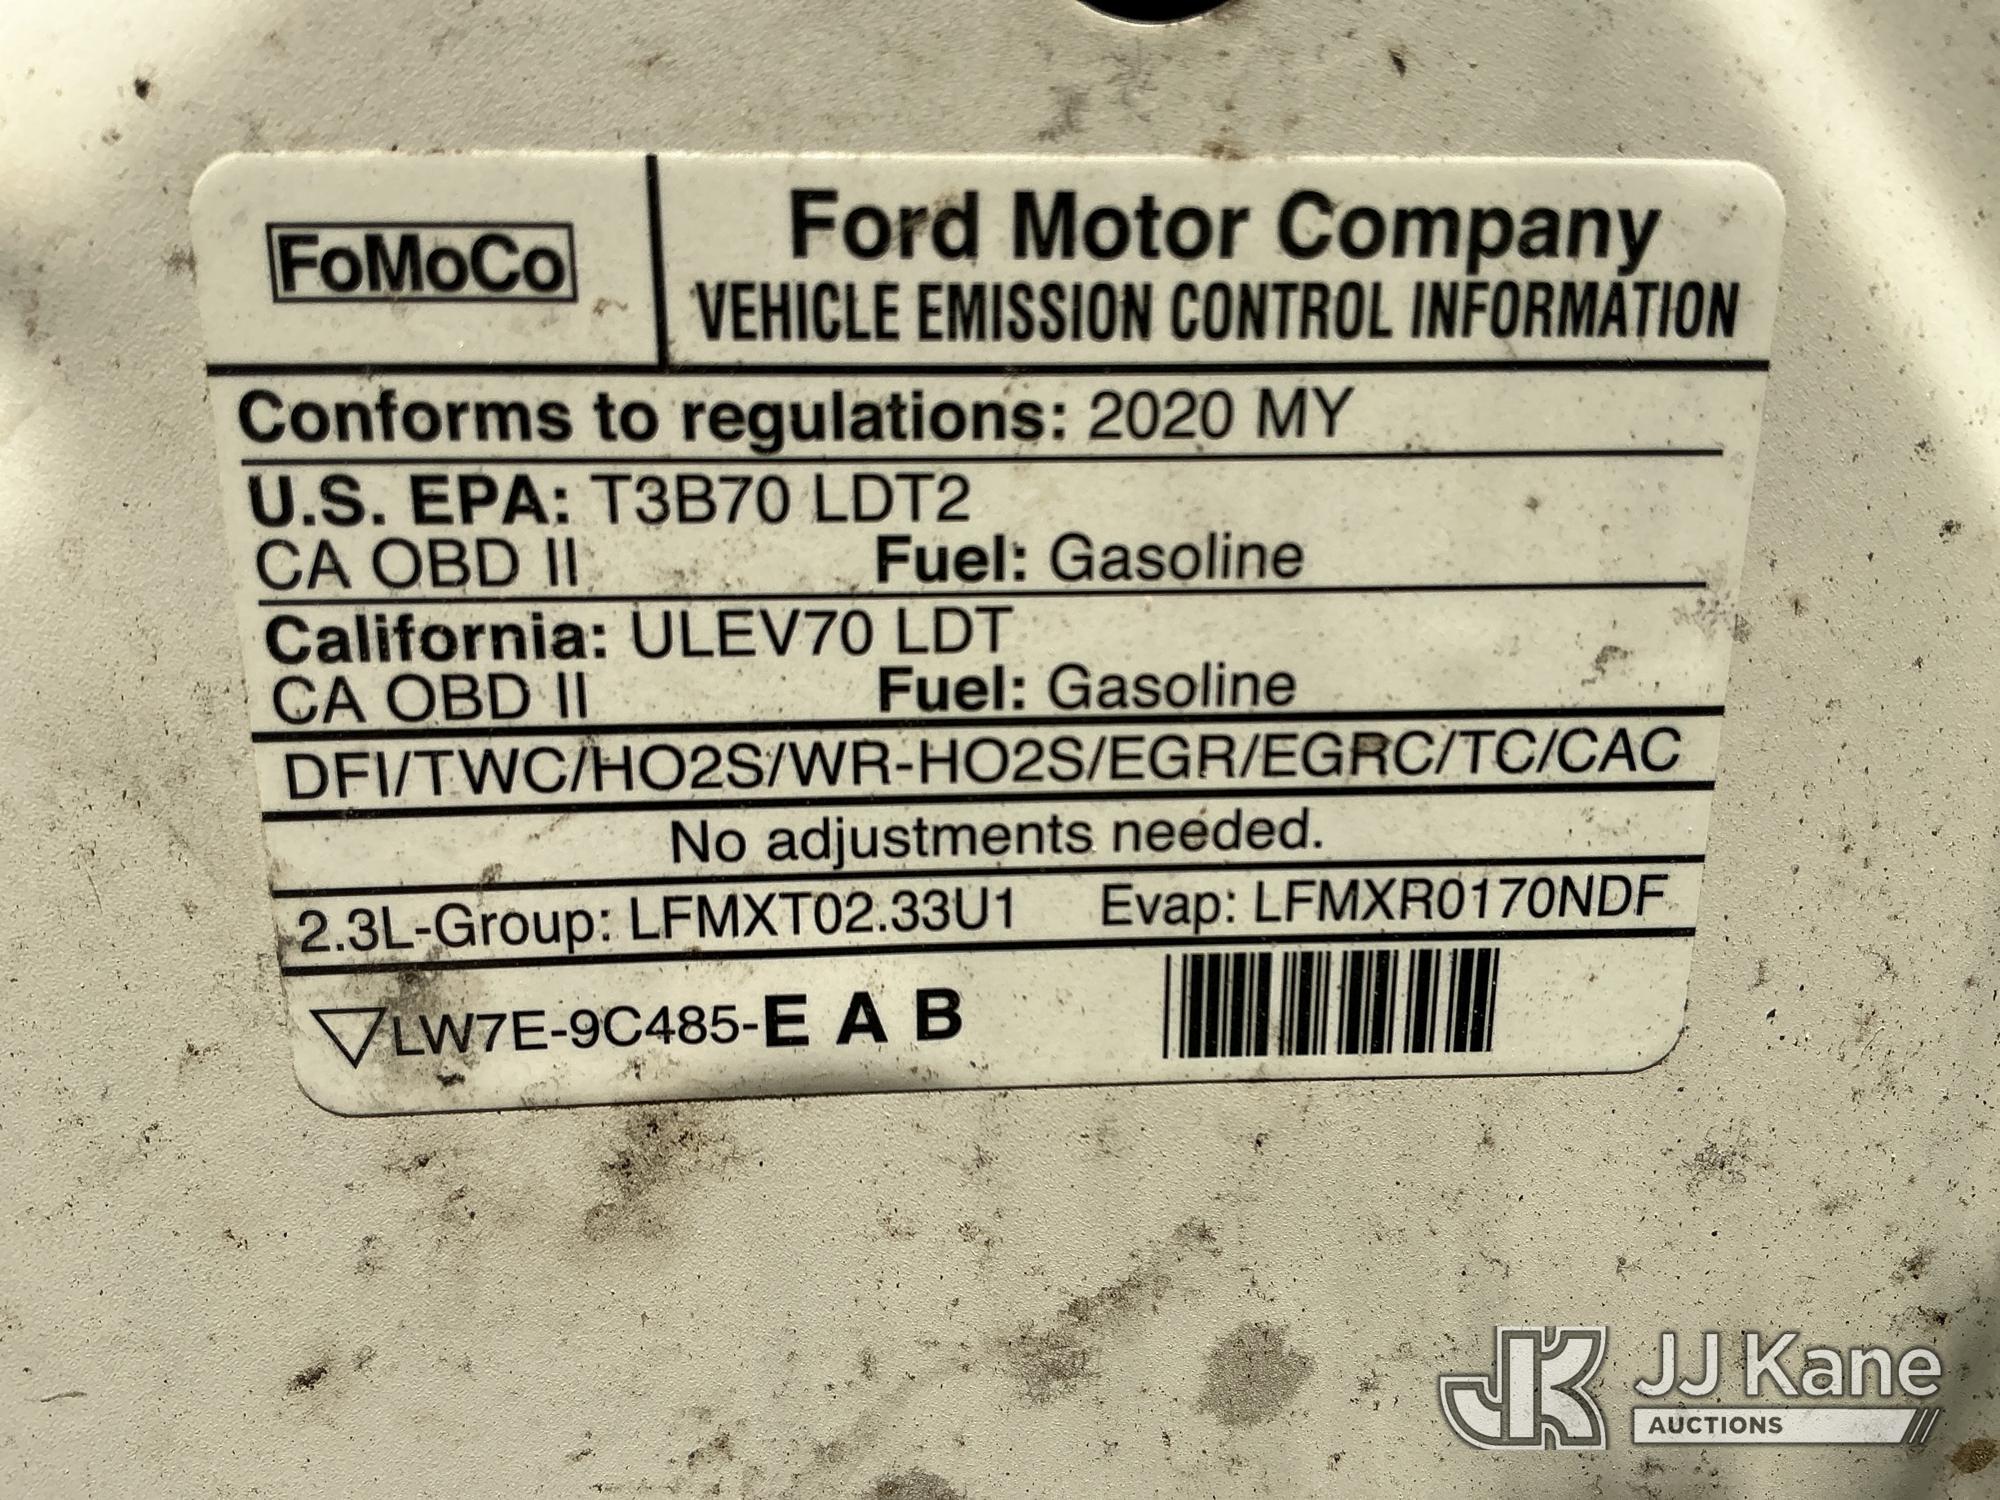 FoMoCo
Ford Motor Company
VEHICLE EMISSION CONTROL INFORMATION
Conforms to regulations: 2020 MY
U.S. EPA: T3B70 LDT2
CA OBD II Fuel: Gasoline
California: ULEV70 LDT
CA OBD II Fuel: Gasoline
DFI/TWC/HO2S/WR-HO2S/EGR/EGRC/TC/CAC
No adjustments needed.
2.3L-Group: LFMXT02.33U1 Evap: LFMXR0170NDF
LW7E-9C485-E A B
JK JJ Kane
AUCTIONS